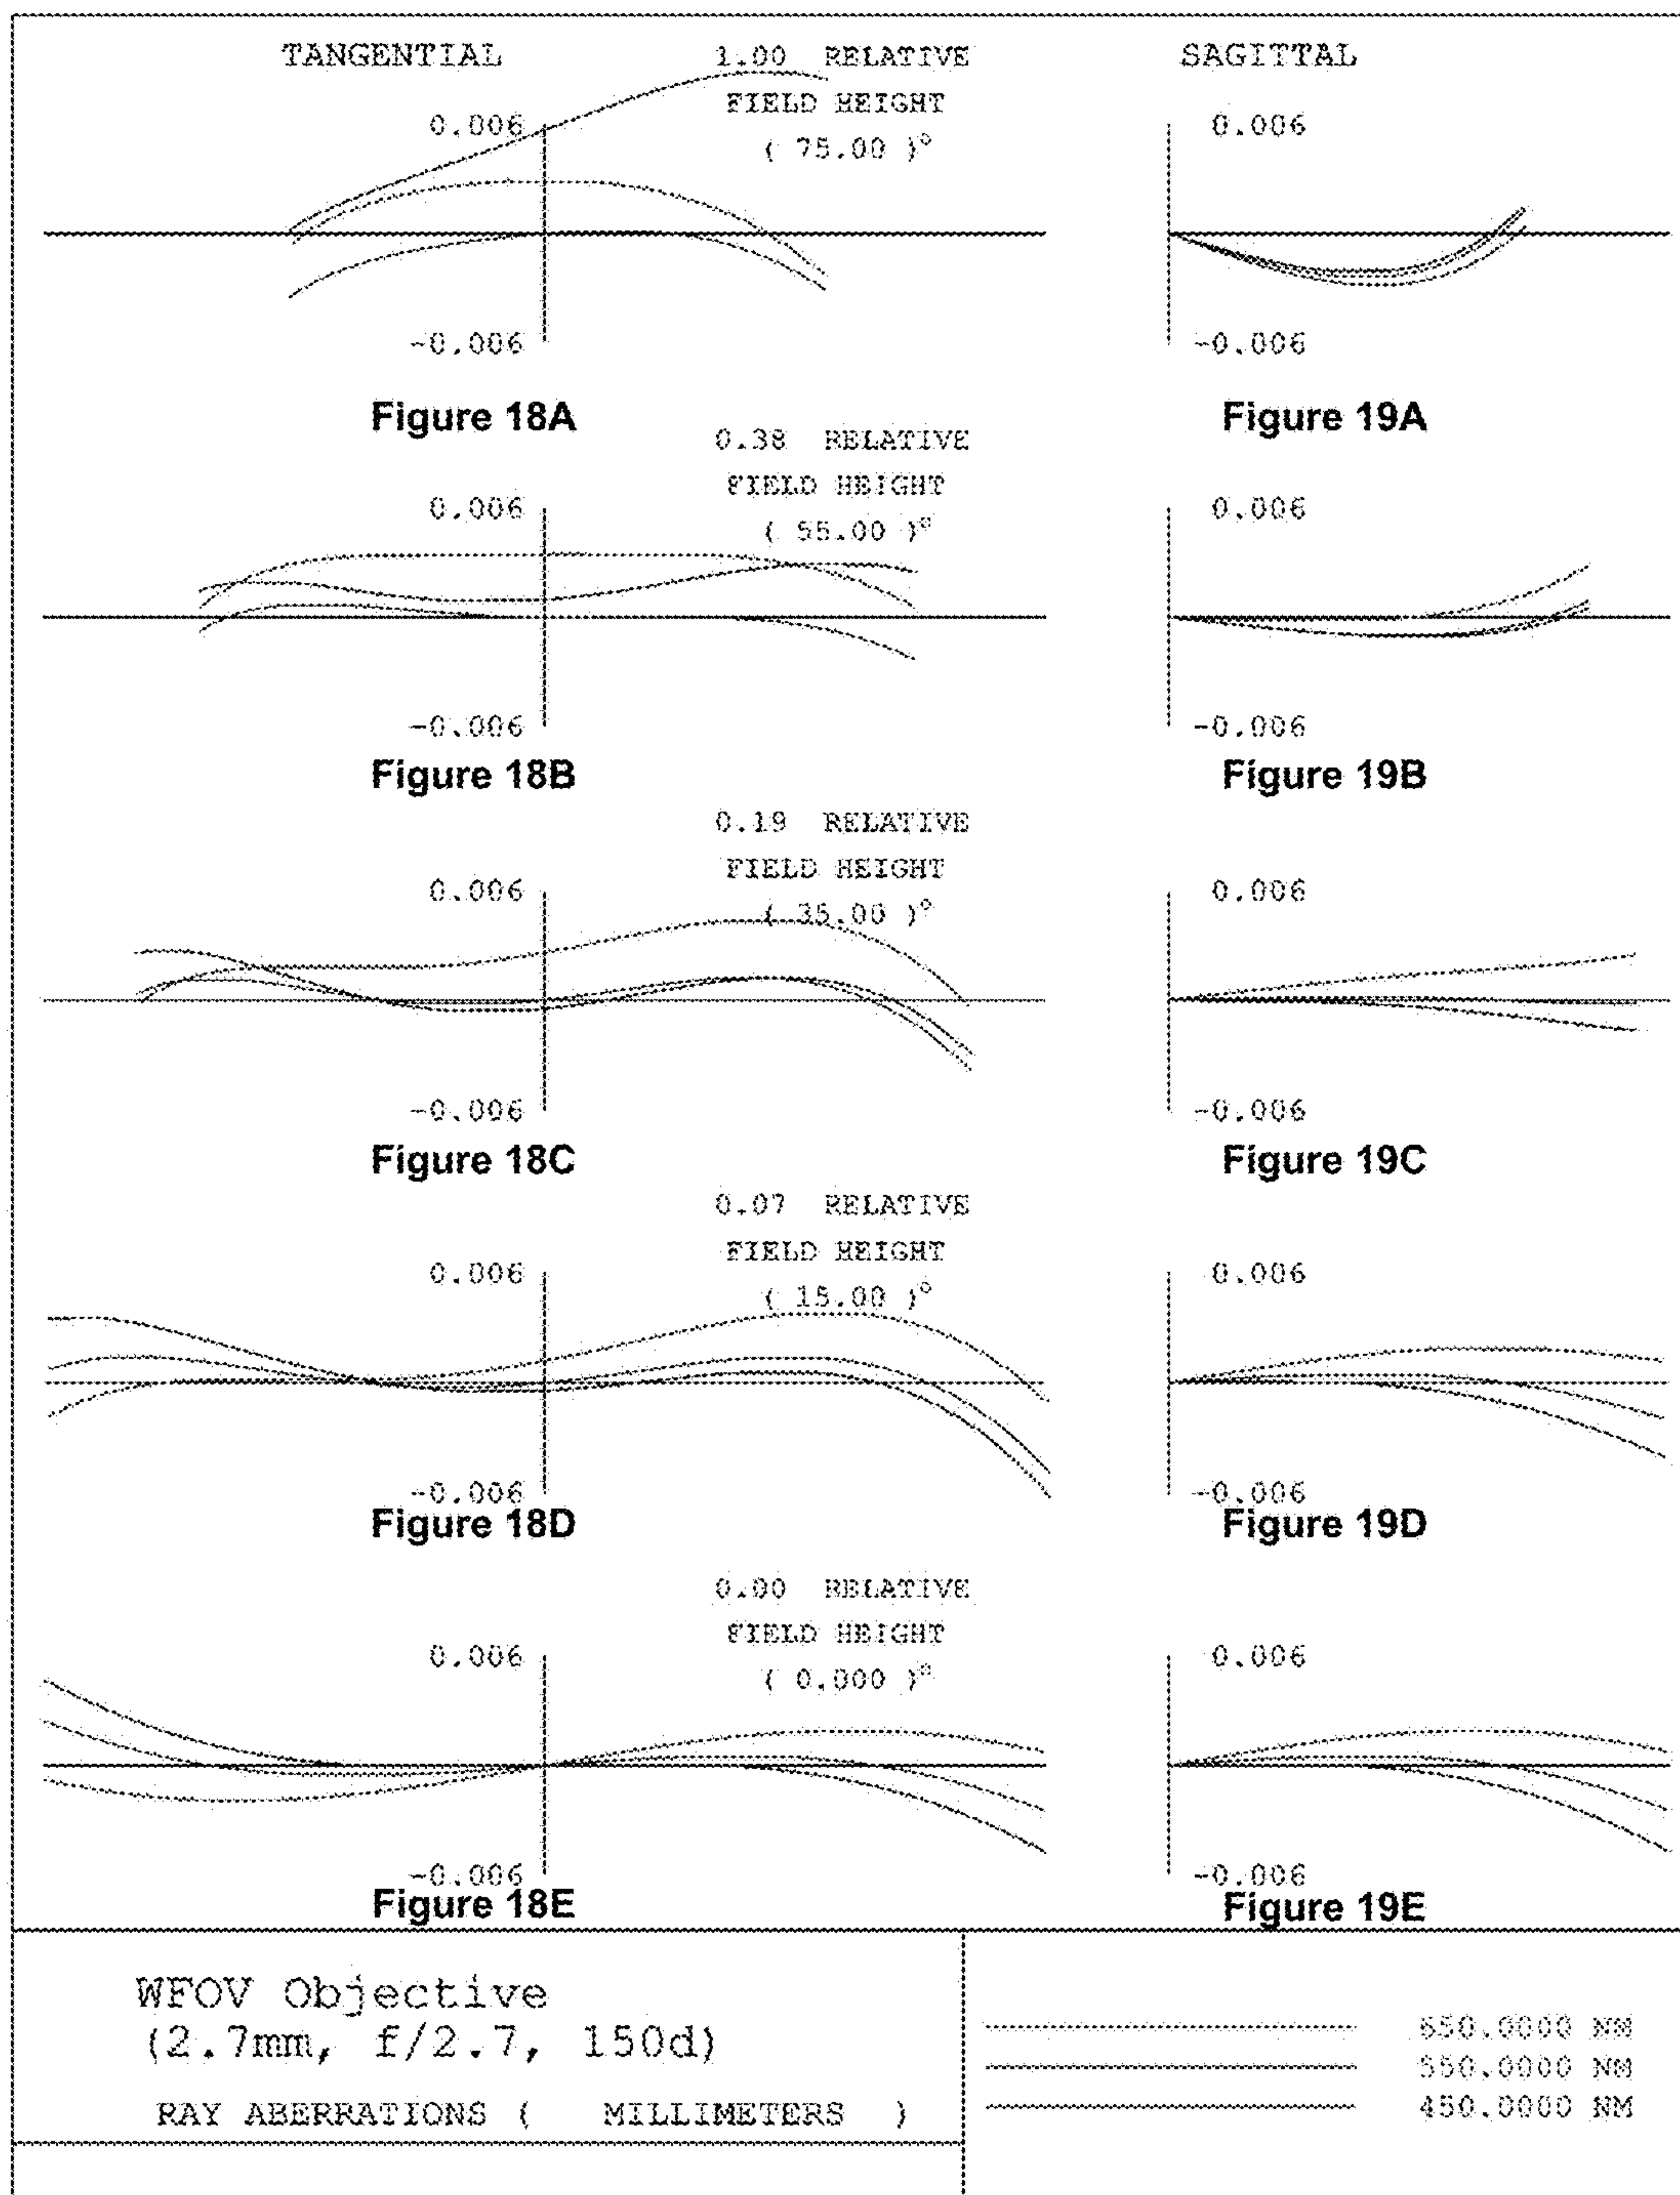 TANGENTIAL 1.00 RELATIVE SAGITTAL
FIELD HEIGHT
0.006 0.006
( 75.00 )°
-0.006 -0.006
Figure 18A Figure 19A
0.38 RELATIVE
FIELD HEIGHT
0.006 0.006
( 55.00 )°
-0.006 -0.006
Figure 18B Figure 19B
0.19 RELATIVE
FIELD HEIGHT
0.006 0.006
( 35.00 )°
-0.006 -0.006
Figure 18C Figure 19C
0.07 RELATIVE
FIELD HEIGHT
0.006 0.006
( 15.00 )°
-0.006 -0.006
Figure 18D Figure 19D
0.00 RELATIVE
FIELD HEIGHT
0.006 0.006
( 0.000 )°
-0.006 -0.006
Figure 18E Figure 19E
WFOV Objective
(2.7mm, f/2.7, 150d)
RAY ABERRATIONS ( MILLIMETERS )
650.0000 NM
550.0000 NM
450.0000 NM